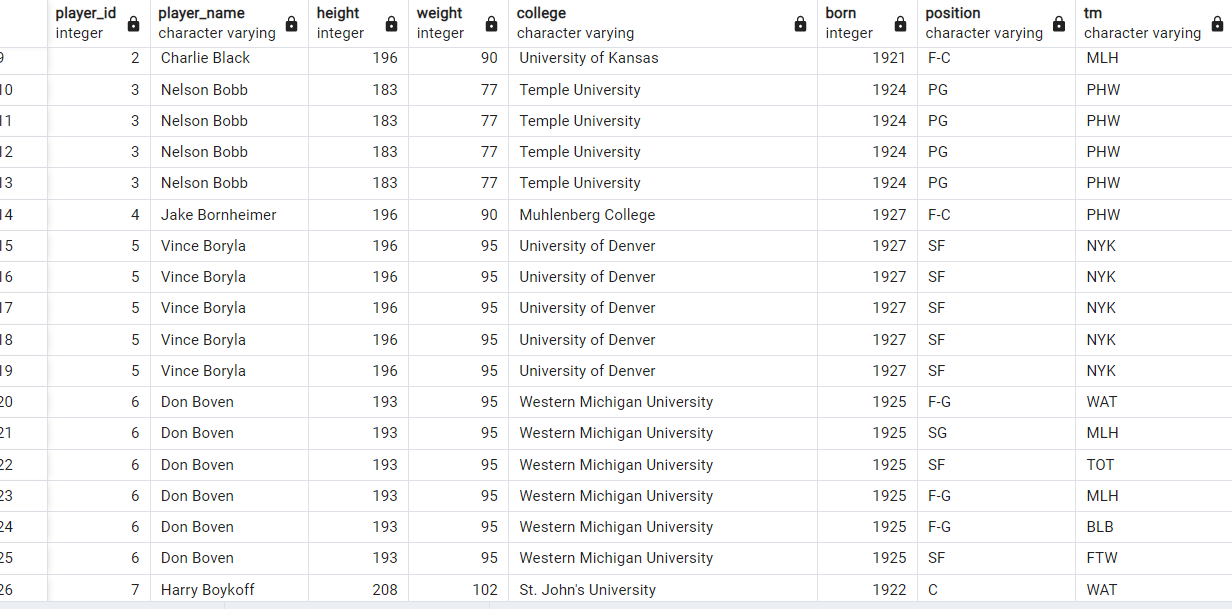 player_id player_name height weight college born position tm
integer character varying integer integer character varying integer character varying character varying
9 2 Charlie Black 196 90 University of Kansas 1921 F-C MLH
10 3 Nelson Bobb 183 77 Temple University 1924 PG PHW
11 3 Nelson Bobb 183 77 Temple University 1924 PG PHW
12 3 Nelson Bobb 183 77 Temple University 1924 PG PHW
13 3 Nelson Bobb 183 77 Temple University 1924 PG PHW
14 4 Jake Bornheimer 196 90 Muhlenberg College 1927 F-C PHW
15 5 Vince Boryla 196 95 University of Denver 1927 SF NYK
16 5 Vince Boryla 196 95 University of Denver 1927 SF NYK
17 5 Vince Boryla 196 95 University of Denver 1927 SF NYK
18 5 Vince Boryla 196 95 University of Denver 1927 SF NYK
19 5 Vince Boryla 196 95 University of Denver 1927 SF NYK
20 6 Don Boven 193 95 Western Michigan University 1925 F-G WAT
21 6 Don Boven 193 95 Western Michigan University 1925 SG MLH
22 6 Don Boven 193 95 Western Michigan University 1925 SF TOT
23 6 Don Boven 193 95 Western Michigan University 1925 F-G MLH
24 6 Don Boven 193 95 Western Michigan University 1925 F-G BLB
25 6 Don Boven 193 95 Western Michigan University 1925 SF FTW
26 7 Harry Boykoff 208 102 St. John's University 1922 C WAT